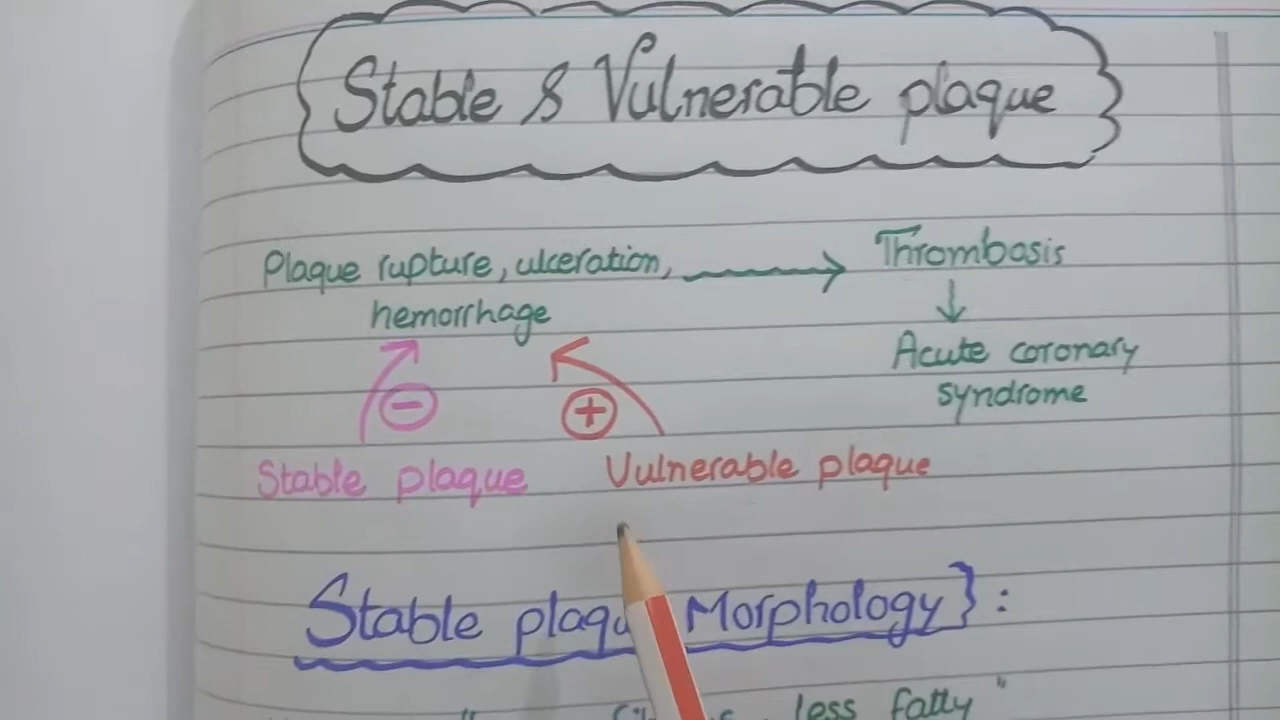 Stable & Vulnerable plaque
Plaque rupture, ulceration, → Thrombosis
hemorrhage
↓
Acute coronary
syndrome
⊖ ⊕
Stable plaque Vulnerable plaque
Stable Morphology} :
" less fatty "